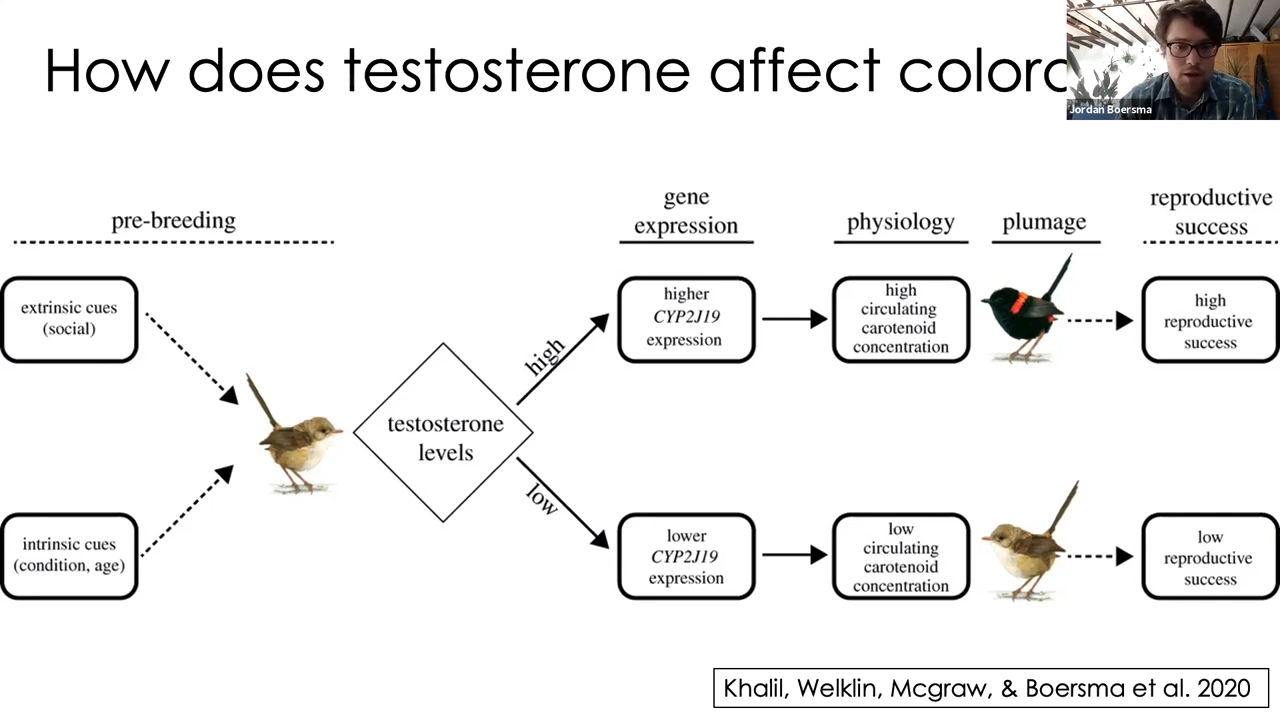 How does testosterone affect colora
Jordan Boersma
pre-breeding
gene
expression
physiology
plumage
reproductive
success
extrinsic cues
(social)
intrinsic cues
(condition, age)
testosterone
levels
high
low
higher
CYP2J19
expression
high
circulating
carotenoid
concentration
high
reproductive
success
lower
CYP2J19
expression
low
circulating
carotenoid
concentration
low
reproductive
success
Khalil, Welklin, Mcgraw, & Boersma et al. 2020